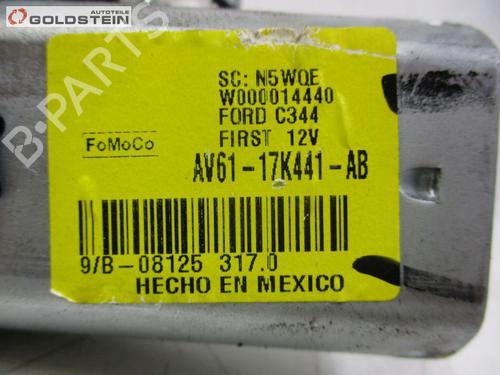 AUTOTEILE
GOLDSTEIN
SC: N5WQE
W000014440
FORD C344
FIRST 12V
FoMoCo
AV61-17K441-AB
9/B-08125 317.0
HECHO EN MEXICO